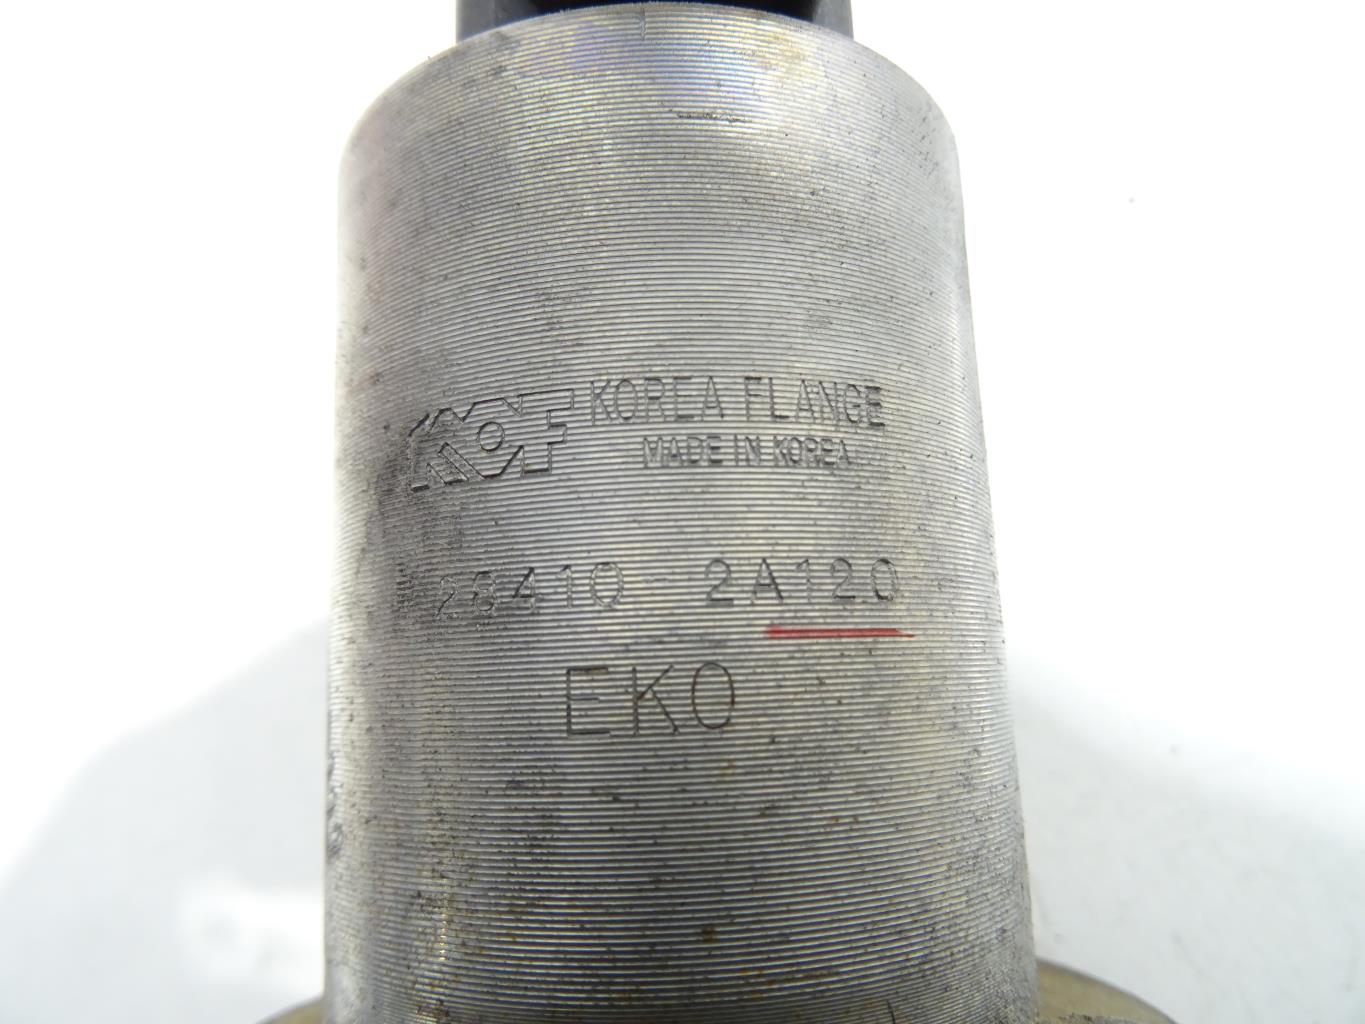 KOF KOREA FLANGE
MADE IN KOREA
28410-2A120
EK0